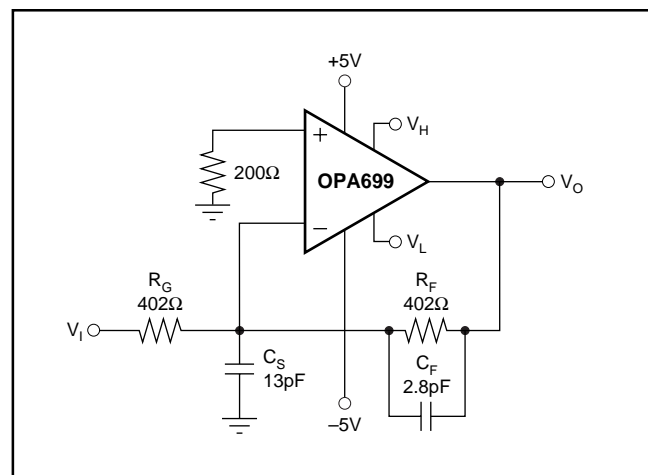 +5V
V_H
+
200Ω
OPA699
V_O
−
V_L
R_G
402Ω
R_F
402Ω
V_I
C_S
13pF
C_F
2.8pF
−5V